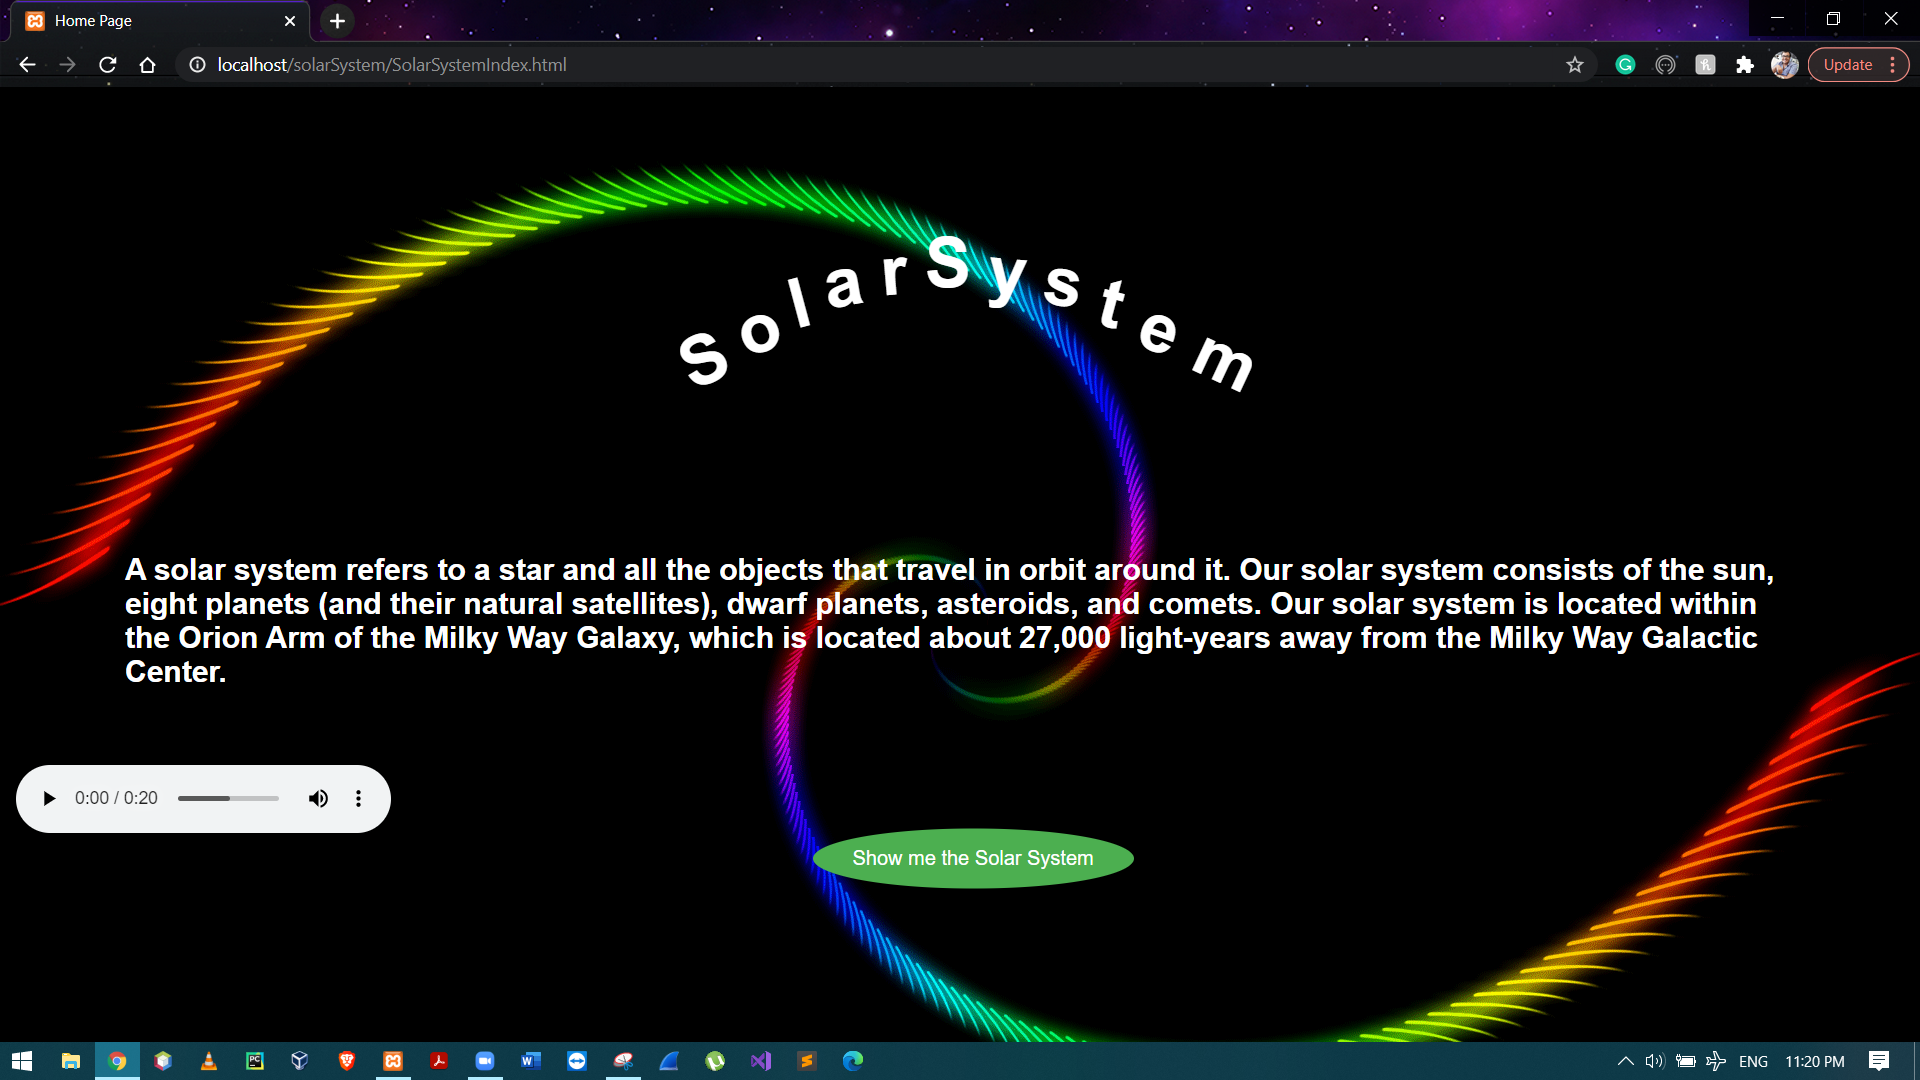 Home Page
localhost/solarSystem/SolarSystemIndex.html
Update
SolarSystem
A solar system refers to a star and all the objects that travel in orbit around it. Our solar system consists of the sun,
eight planets (and their natural satellites), dwarf planets, asteroids, and comets. Our solar system is located within
the Orion Arm of the Milky Way Galaxy, which is located about 27,000 light-years away from the Milky Way Galactic
Center.
0:00 / 0:20
Show me the Solar System
ENG
11:20 PM